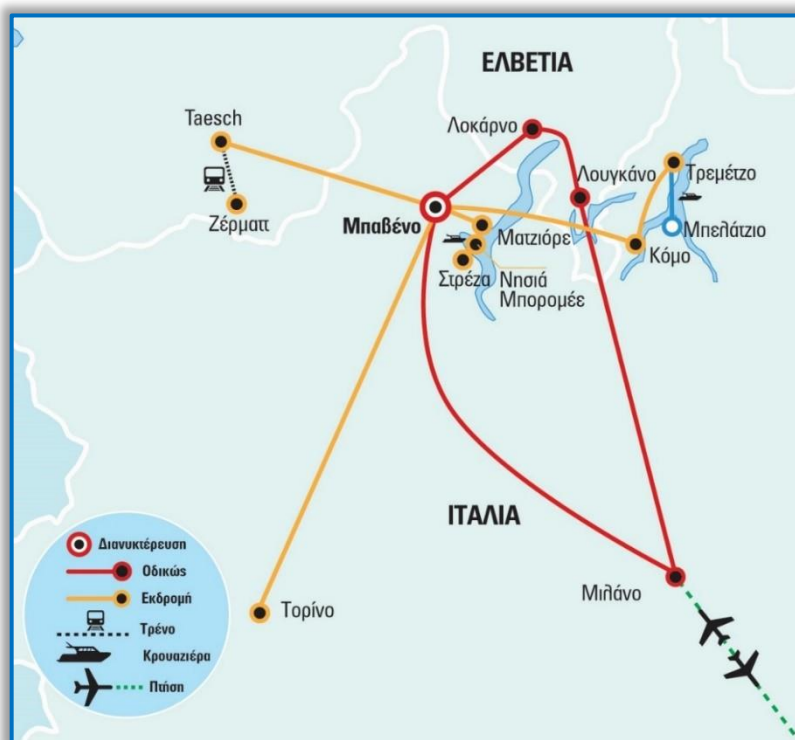 ΕΛΒΕΤΙΑ
Taesch
Λοκάρνο
Λουγκάνο
Τρεμέτζο
Ζέρματτ
Μπαβένο
Ματζιόρε
Μπελάτζιο
Κόμο
Στρέζα
Νησιά
Μπορομέε
ΙΤΑΛΙΑ
Διανυκτέρευση
Οδικώς
Εκδρομή
Τρένο
Κρουαζιέρα
Πτήση
Τορίνο
Μιλάνο